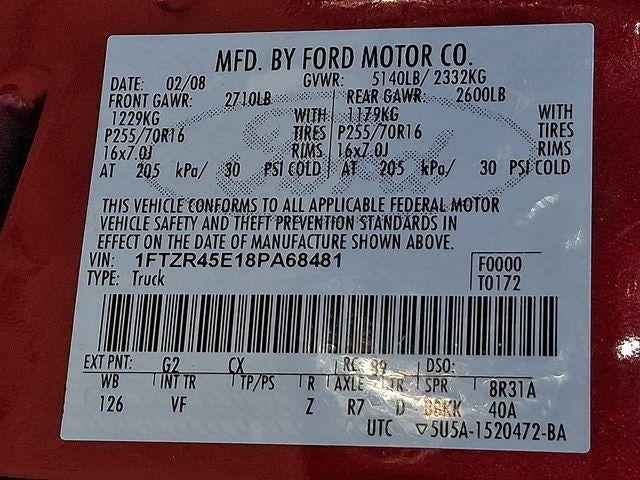 MFD. BY FORD MOTOR CO.
DATE: 02/08 GVWR: 5140LB/ 2332KG
FRONT GAWR: 2710LB REAR GAWR: 2600LB
1229KG WITH 1179KG WITH
P255/70R16 TIRES P255/70R16 TIRES
16x7.0J RIMS 16x7.0J RIMS
AT 205 kPa/ 30 PSI COLD AT 205 kPa/ 30 PSI COLD
Ford
THIS VEHICLE CONFORMS TO ALL APPLICABLE FEDERAL MOTOR
VEHICLE SAFETY AND THEFT PREVENTION STANDARDS IN
EFFECT ON THE DATE OF MANUFACTURE SHOWN ABOVE.
VIN: 1FTZR45E18PA68481 F0000
TYPE: Truck T0172
EXT PNT: G2 CX RC: 89 DSO:
WB INT TR TP/PS R AXLE TR SPR 8R31A
126 VF Z R7 D BBKK 40A
UTC ▽5U5A-1520472-BA